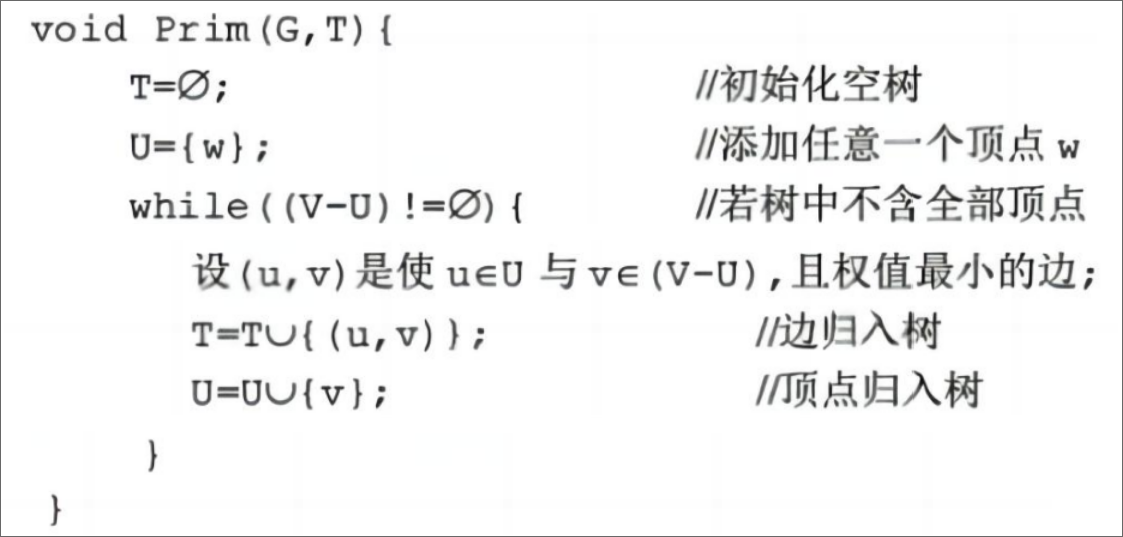 void Prim(G,T){
T=∅; //初始化空树
U={w}; //添加任意一个顶点 w
while((V-U)!=∅){ //若树中不含全部顶点
设(u,v)是使 u∈U 与 v∈(V-U),且权值最小的边;
T=T∪{(u,v)}; //边归入树
U=U∪{v}; //顶点归入树
}
}